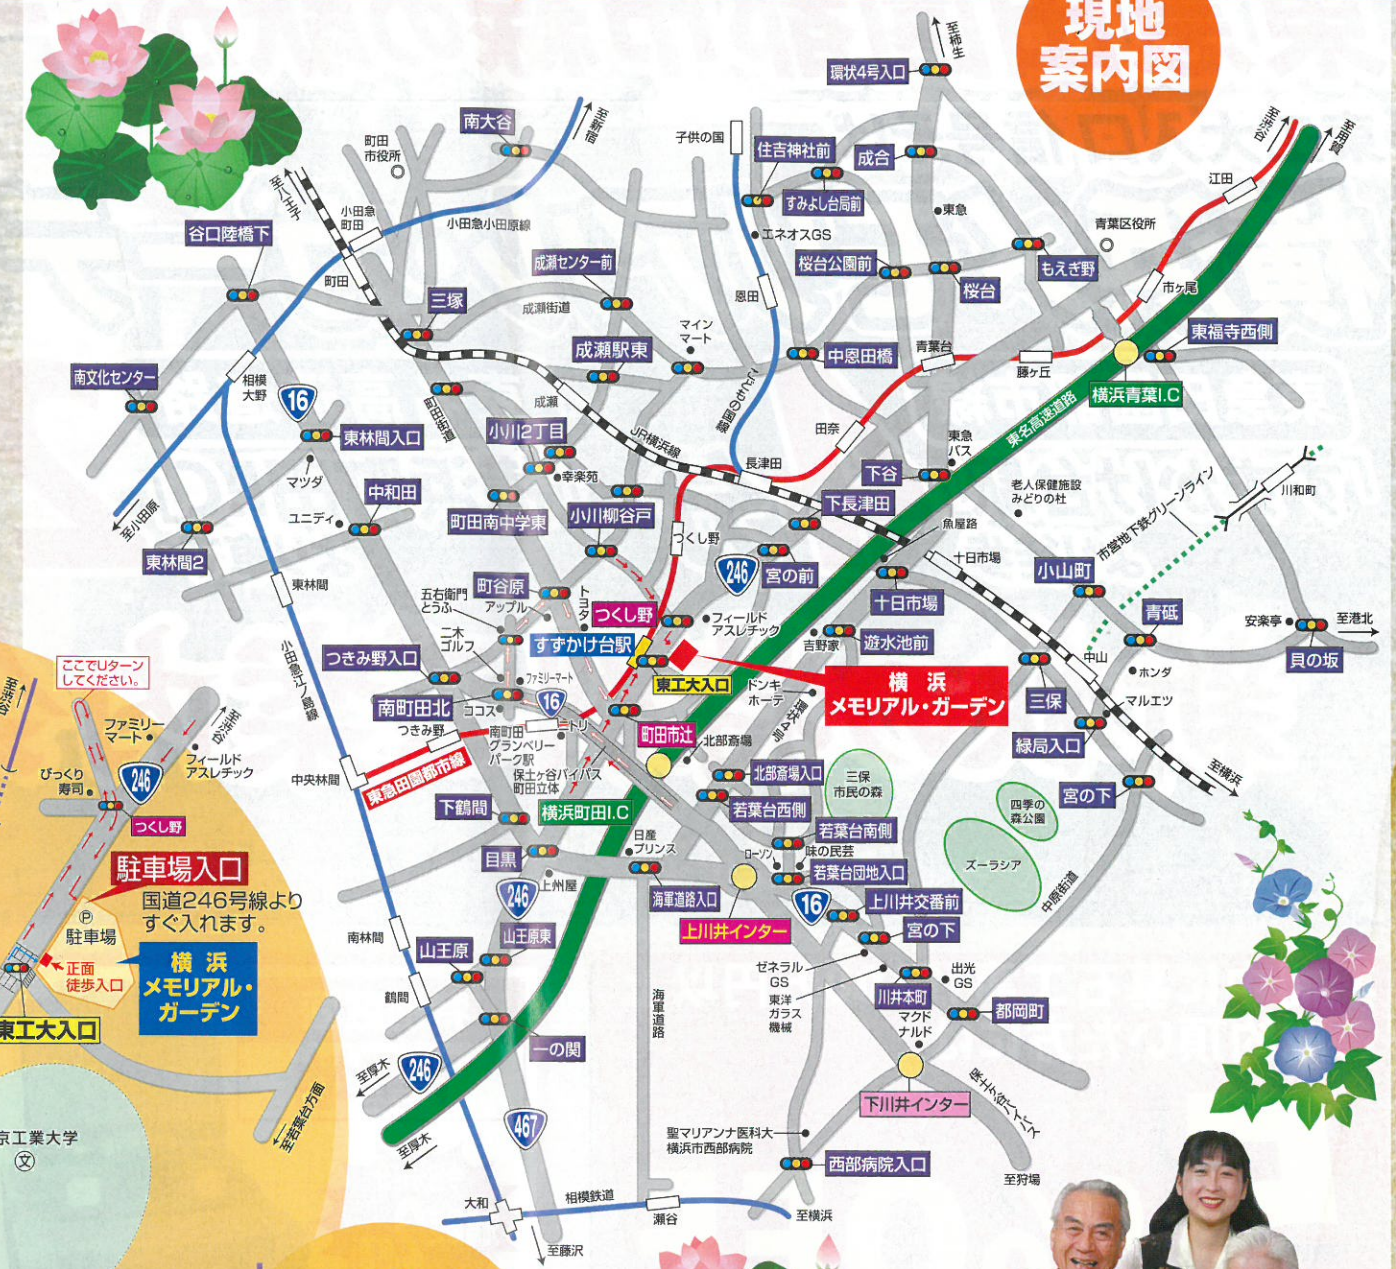 現地
案内図
至柿生
環状4号入口
南大谷
至新宿
町田
市役所
子供の国
住吉神社前
成合
すみよし台局前
至渋谷
至用賀
江田
至八王子
小田急
町田
小田急小田原線
東急
青葉区役所
谷口陸橋下
エネオスGS
町田
成瀬センター前
桜台公園前
桜台
もえぎ野
三塚
成瀬街道
恩田
市ヶ尾
マイン
マート
成瀬駅東
中恩田橋
青葉台
東福寺西側
藤ヶ丘
南文化センター
相模
大野
16
町田街道
成瀬
こどもの国線
横浜青葉I.C
東名高速道路
東林間入口
小川2丁目
JR横浜線
田奈
東急
バス
マツダ
幸楽苑
長津田
下谷
老人保健施設
みどりの杜
市営地下鉄グリーンライン
川和町
中和田
ユニディ
町田南中学東
小川柳谷戸
下長津田
魚屋路
至小田原
東林間2
つくし野
246
宮の前
十日市場
小山町
東林間
五右衛門
とうふ
町谷原
アップル
トヨタ
つくし野
フィールド
アスレチック
十日市場
青砥
安楽亭
至港北
貝の坂
二木
ゴルフ
すずかけ台駅
吉野家
遊水池前
中山
ホンダ
小田急江ノ島線
つきみ野入口
ファミリーマート
東工大入口
ドンキ
ホーテ
横浜
メモリアル・ガーデン
三保
マルエツ
南町田北
ココス
16
環状4号
つきみ野
南町田
グランベリー
パーク駅
トリ
町田市辻
北部斎場
緑局入口
中央林間
東急田園都市線
保土ヶ谷バイパス
町田立体
北部斎場入口
三保
市民の森
至横浜
宮の下
下鶴間
横浜町田I.C
若葉台西側
四季の
森公園
目黒
日産
プリンス
若葉台南側
ローソン
味の民芸
ズーラシア
上州屋
海軍道路入口
若葉台団地入口
中原街道
246
16
上川井交番前
上川井インター
宮の下
南林間
山王原
山王原東
ゼネラル
GS
出光
GS
鶴間
東洋
ガラス
機械
川井本町
マクド
ナルド
都岡町
海軍道路
一の関
至厚木
246
下川井インター
保土ヶ谷バイパス
至厚木
467
聖マリアンナ医科大
横浜市西部病院
西部病院入口
至狩場
大和
相模鉄道
瀬谷
至横浜
至藤沢
ここでUターン
してください。
至渋谷
ファミリー
マート
至渋谷
フィールド
アスレチック
びっくり
寿司
246
つくし野
駐車場入口
国道246号線より
すぐ入れます。
P
駐車場
正面
徒歩入口
横浜
メモリアル・
ガーデン
東工大入口
至若葉台方面
京工業大学
文